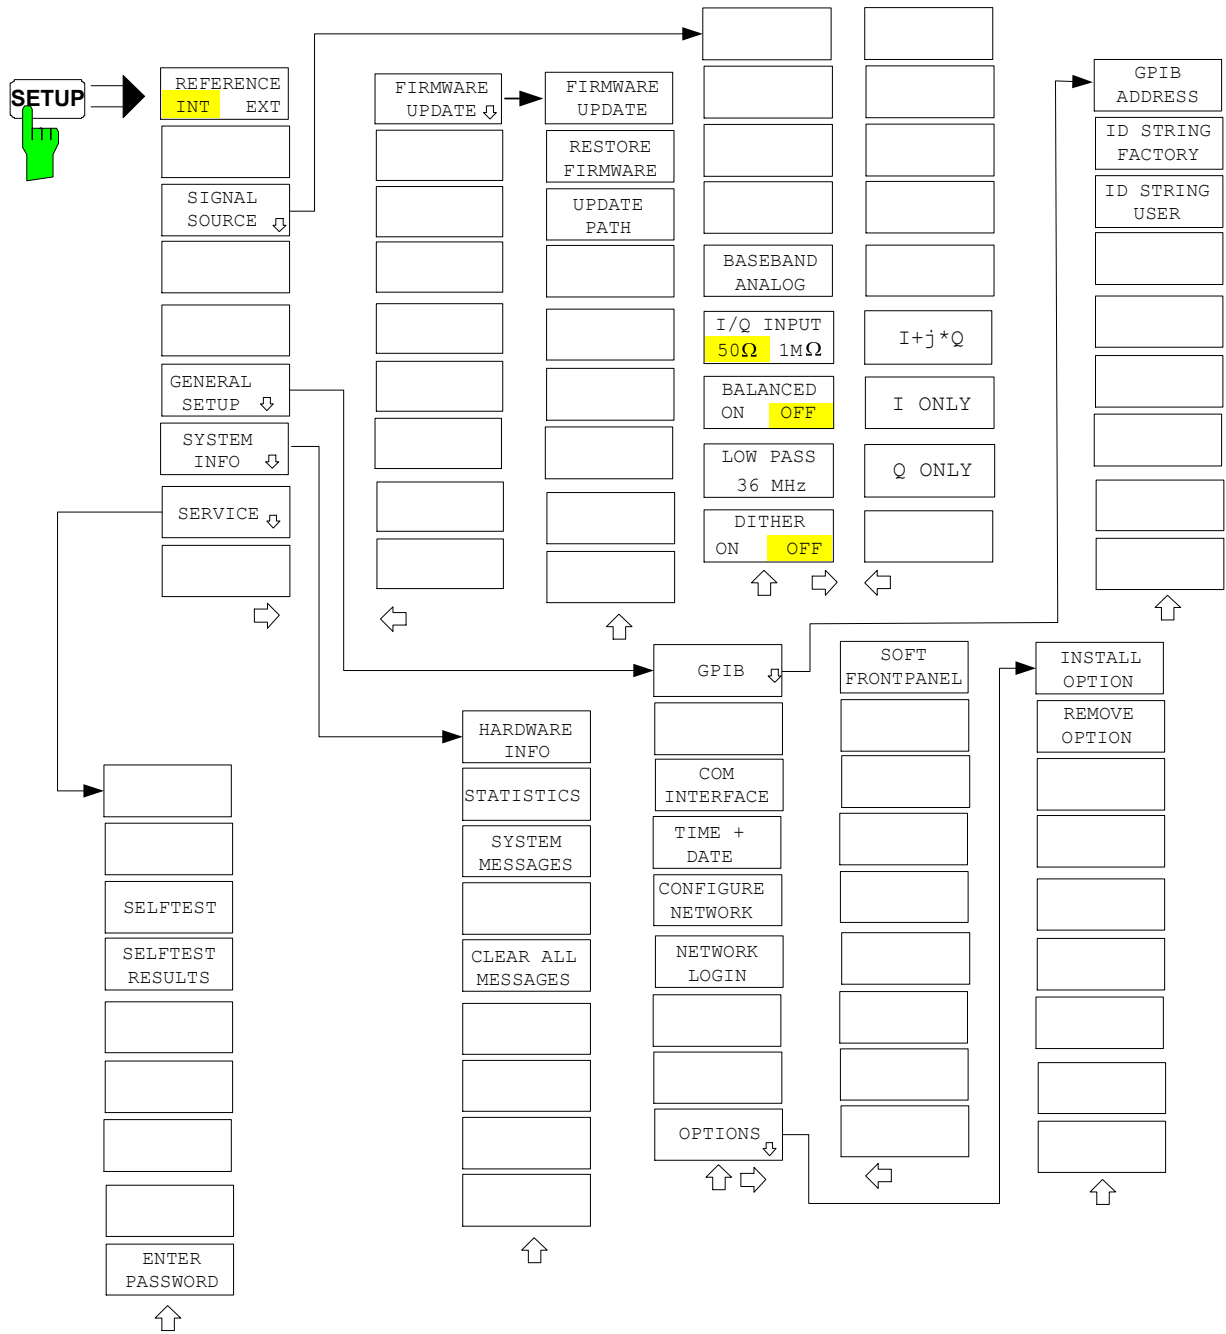 SETUP
REFERENCE
INT EXT
SIGNAL
SOURCE
GENERAL
SETUP
SYSTEM
INFO
SERVICE
FIRMWARE
UPDATE
FIRMWARE
UPDATE
RESTORE
FIRMWARE
UPDATE
PATH
BASEBAND
ANALOG
I/Q INPUT
50Ω 1MΩ
BALANCED
ON OFF
LOW PASS
36 MHz
DITHER
ON OFF
I+j*Q
I ONLY
Q ONLY
GPIB
ADDRESS
ID STRING
FACTORY
ID STRING
USER
GPIB
COM
INTERFACE
TIME +
DATE
CONFIGURE
NETWORK
NETWORK
LOGIN
OPTIONS
SOFT
FRONTPANEL
INSTALL
OPTION
REMOVE
OPTION
HARDWARE
INFO
STATISTICS
SYSTEM
MESSAGES
CLEAR ALL
MESSAGES
SELFTEST
SELFTEST
RESULTS
ENTER
PASSWORD